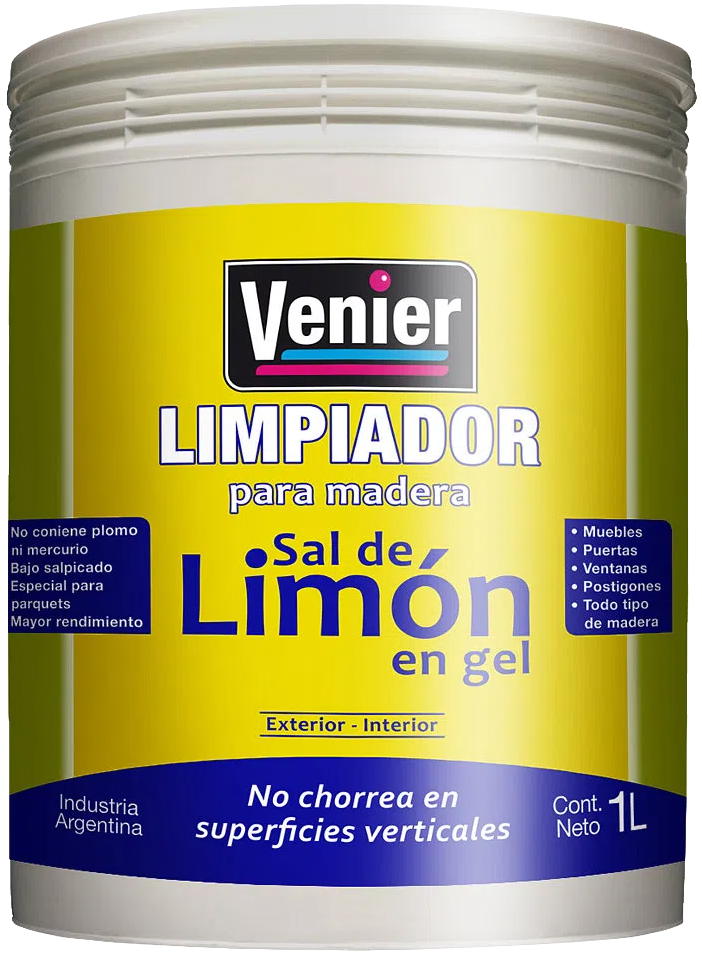 Venier
LIMPIADOR
para madera
Sal de
Limón
en gel
No coniene plomo
ni mercurio
Bajo salpicado
Especial para
parquets
Mayor rendimiento
• Muebles
• Puertas
• Ventanas
• Postigones
• Todo tipo
de madera
Exterior - Interior
Industria
Argentina
No chorrea en
superficies verticales
Cont.
Neto 1L